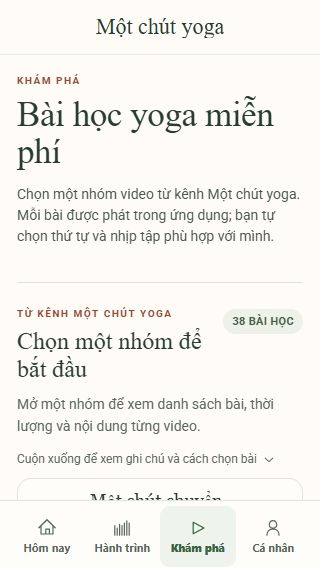 Một chút yoga
KHÁM PHÁ
Bài học yoga miễn
phí
Chọn một nhóm video từ kênh Một chút yoga.
Mỗi bài được phát trong ứng dụng; bạn tự
chọn thứ tự và nhịp tập phù hợp với mình.
TỪ KÊNH MỘT CHÚT YOGA
38 BÀI HỌC
Chọn một nhóm để
bắt đầu
Mở một nhóm để xem danh sách bài, thời
lượng và nội dung từng video.
Cuộn xuống để xem ghi chú và cách chọn bài
Một chút chuyển
Hôm nay
Hành trình
Khám phá
Cá nhân